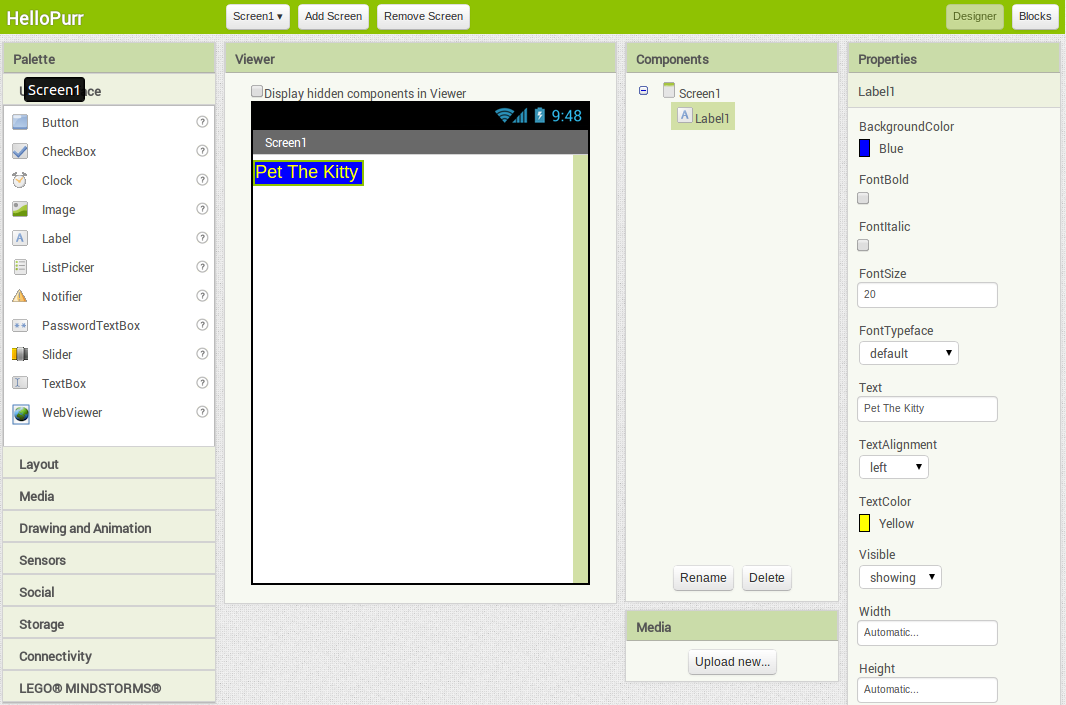 HelloPurr
Screen1 ▾
Add Screen
Remove Screen
Designer
Blocks
Palette
Screen1
Button
CheckBox
Clock
Image
Label
ListPicker
Notifier
PasswordTextBox
Slider
TextBox
WebViewer
Layout
Media
Drawing and Animation
Sensors
Social
Storage
Connectivity
LEGO® MINDSTORMS®
Viewer
Display hidden components in Viewer
9:48
Screen1
Pet The Kitty
Components
Screen1
A Label1
Rename
Delete
Media
Upload new...
Properties
Label1
BackgroundColor
Blue
FontBold
FontItalic
FontSize
20
FontTypeface
default
Text
Pet The Kitty
TextAlignment
left
TextColor
Yellow
Visible
showing
Width
Automatic...
Height
Automatic...